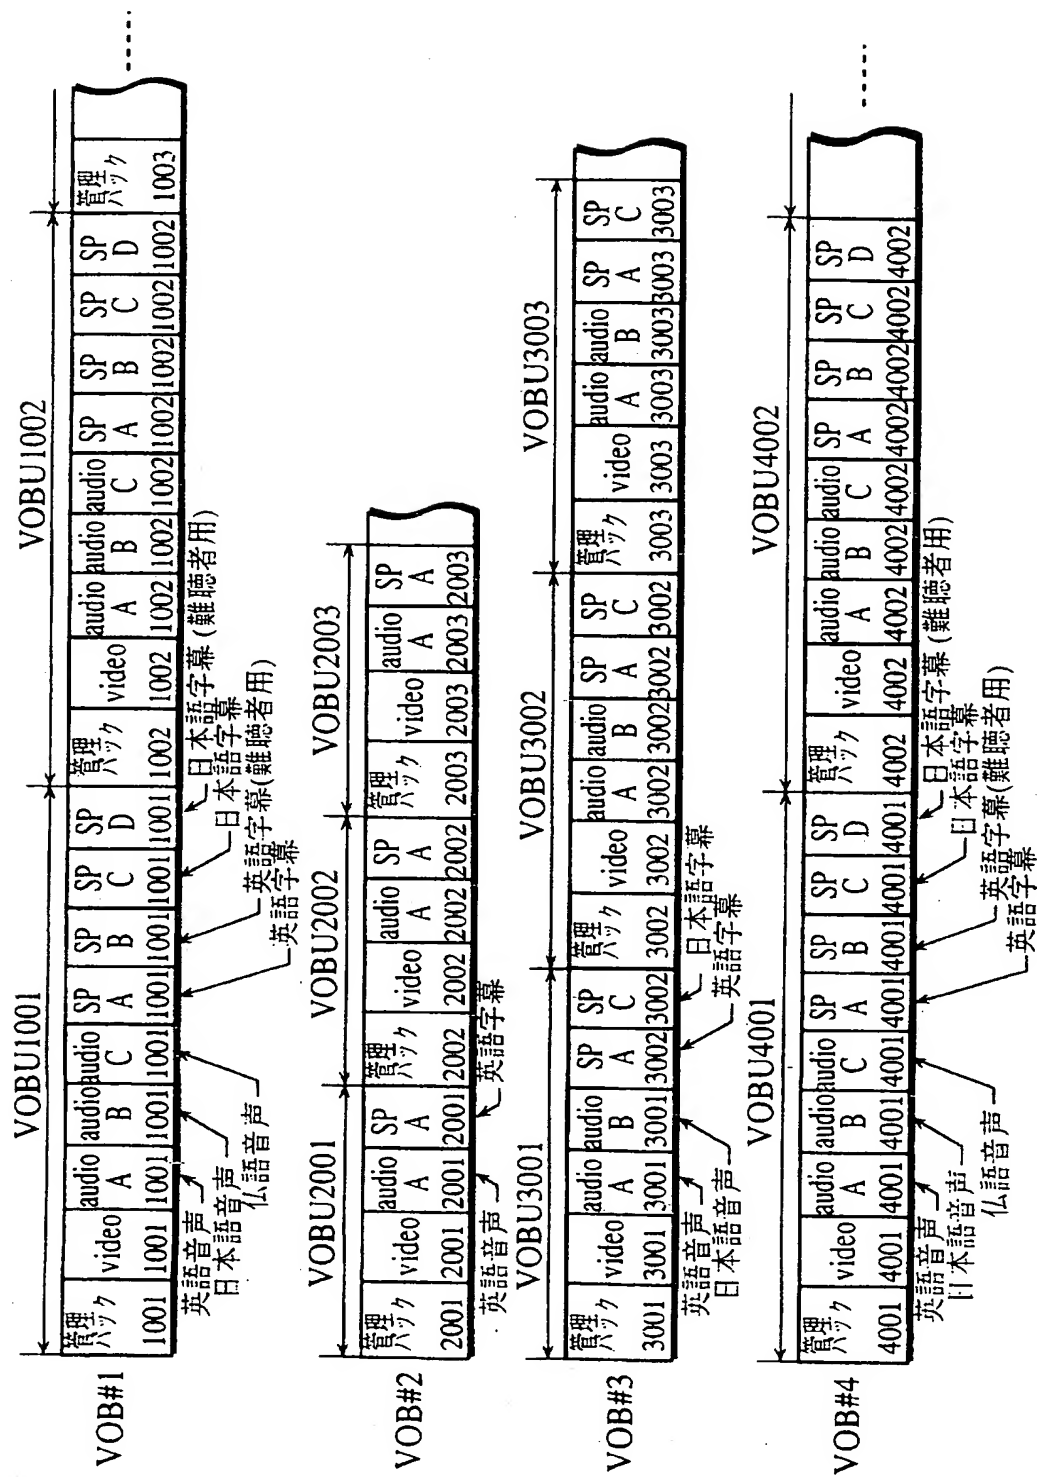 VOB#1
VOBU1001 VOBU1002
管理 video audio audio audio SP SP SP SP 管理 video audio audio audio SP SP SP SP 管理
パック A B C A B C D パック A B C A B C D パック
1001 1001 1001 1001 1001 1001 1001 1001 1001 1002 1002 1002 1002 1002 1002 1002 1002 1002 1003
英語音声
日本語音声
仏語音声
英語字幕
英語字幕(難聴者用)
日本語字幕
日本語字幕(難聴者用)
VOB#2
VOBU2001 VOBU2002 VOBU2003
管理 video audio SP 管理 video audio SP 管理 video audio SP
パック A A パック A A パック A A
2001 2001 2001 2001 2002 2002 2002 2002 2003 2003 2003 2003
英語音声
英語字幕
VOB#3
VOBU3001 VOBU3002 VOBU3003
管理 video audio audio SP SP 管理 video audio audio SP SP 管理 video audio audio SP SP
パック A B A C パック A B A C パック A B A C
3001 3001 3001 3001 3002 3002 3002 3002 3002 3002 3002 3002 3003 3003 3003 3003 3003 3003
英語音声
日本語音声
英語字幕
日本語字幕
VOB#4
VOBU4001 VOBU4002
管理 video audio audio audio SP SP SP SP 管理 video audio audio audio SP SP SP SP
パック A B C A B C D パック A B C A B C D
4001 4001 4001 4001 4001 4001 4001 4001 4001 4002 4002 4002 4002 4002 4002 4002 4002 4002
英語音声
日本語音声
仏語音声
英語字幕
英語字幕(難聴者用)
日本語字幕
日本語字幕(難聴者用)